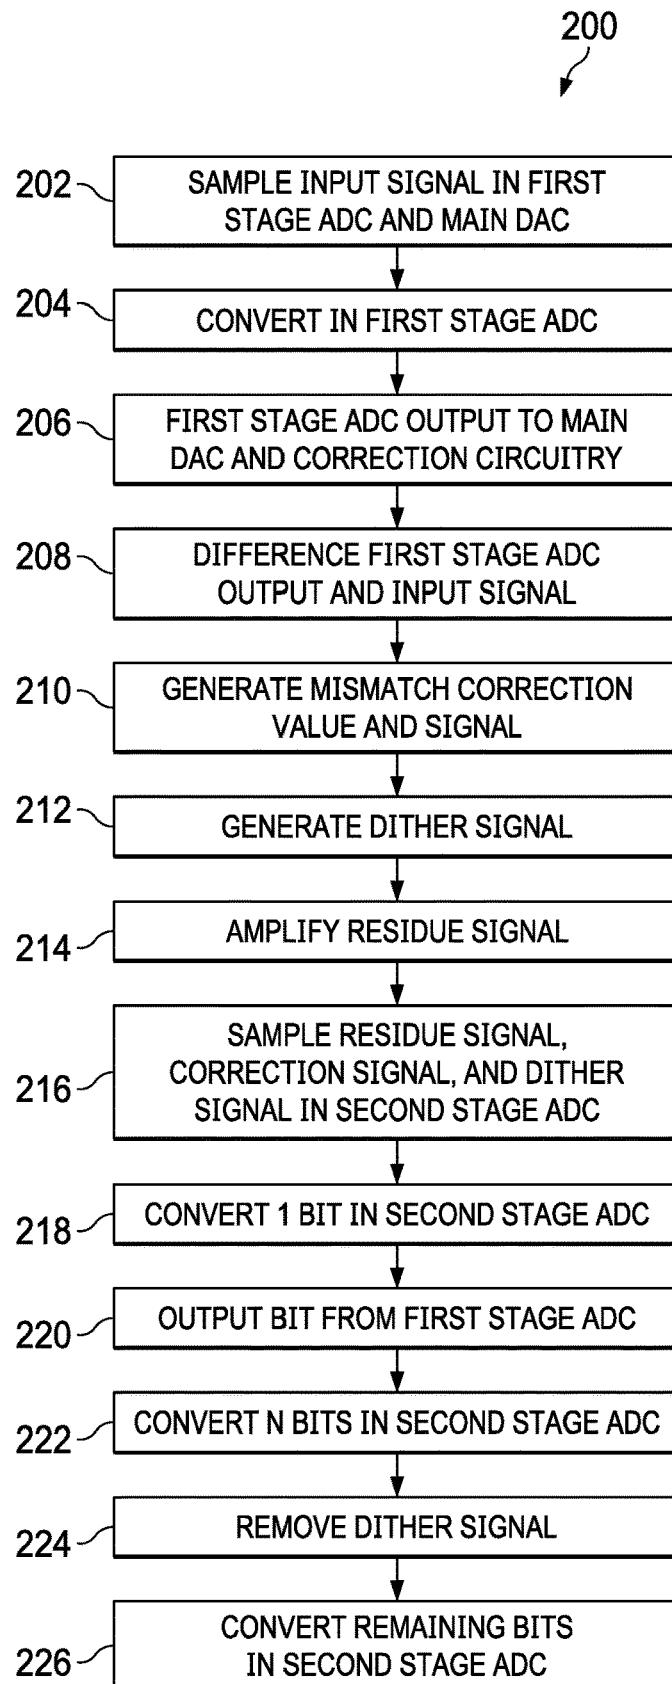 200
202
SAMPLE INPUT SIGNAL IN FIRST
STAGE ADC AND MAIN DAC
204
CONVERT IN FIRST STAGE ADC
206
FIRST STAGE ADC OUTPUT TO MAIN
DAC AND CORRECTION CIRCUITRY
208
DIFFERENCE FIRST STAGE ADC
OUTPUT AND INPUT SIGNAL
210
GENERATE MISMATCH CORRECTION
VALUE AND SIGNAL
212
GENERATE DITHER SIGNAL
214
AMPLIFY RESIDUE SIGNAL
216
SAMPLE RESIDUE SIGNAL,
CORRECTION SIGNAL, AND DITHER
SIGNAL IN SECOND STAGE ADC
218
CONVERT 1 BIT IN SECOND STAGE ADC
220
OUTPUT BIT FROM FIRST STAGE ADC
222
CONVERT N BITS IN SECOND STAGE ADC
224
REMOVE DITHER SIGNAL
226
CONVERT REMAINING BITS
IN SECOND STAGE ADC